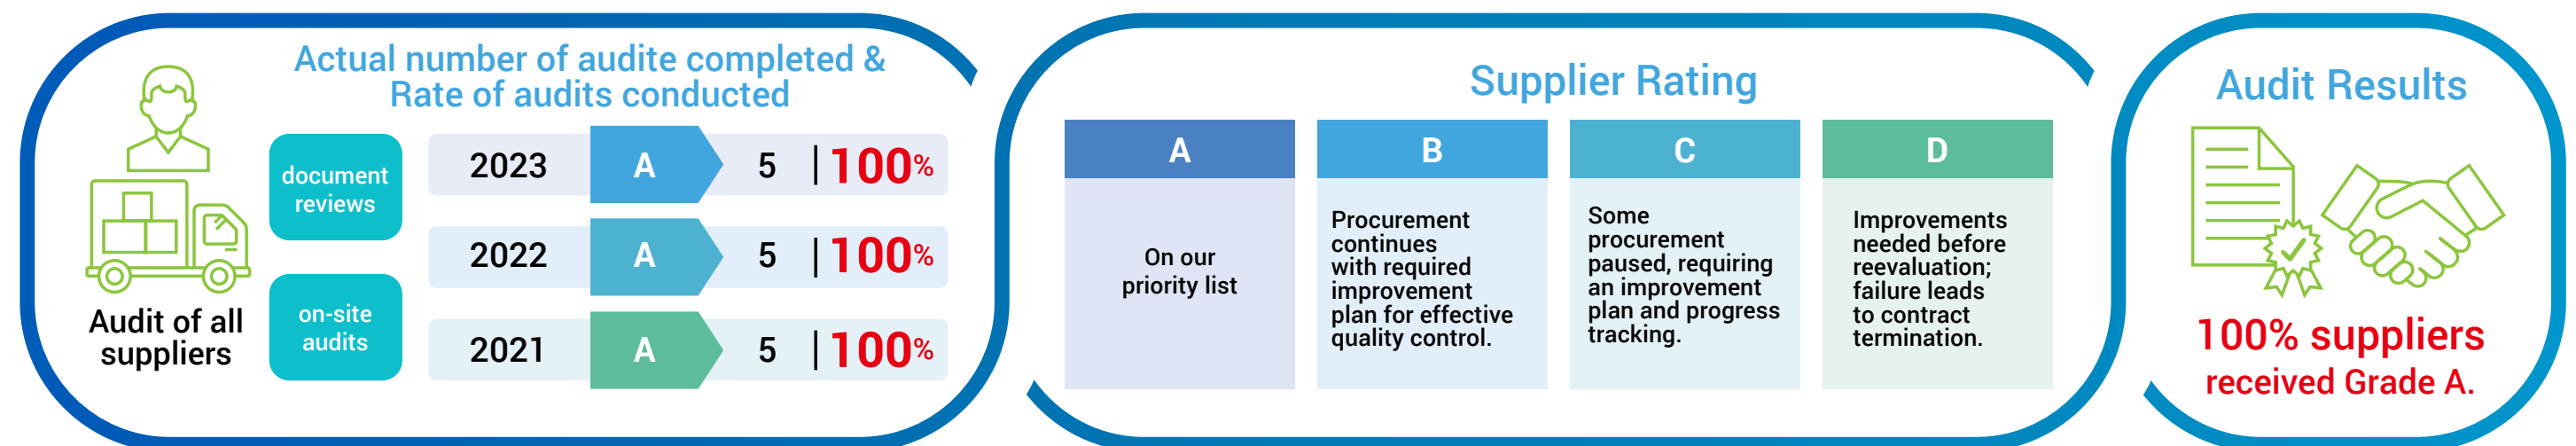 Actual number of audite completed &
Rate of audits conducted
Audit of all
suppliers
document
reviews
on-site
audits
2023 A 5 | 100%
2022 A 5 | 100%
2021 A 5 | 100%
Supplier Rating
A
On our
priority list
B
Procurement
continues
with required
improvement
plan for effective
quality control.
C
Some
procurement
paused, requiring
an improvement
plan and progress
tracking.
D
Improvements
needed before
reevaluation;
failure leads
to contract
termination.
Audit Results
100% suppliers
received Grade A.